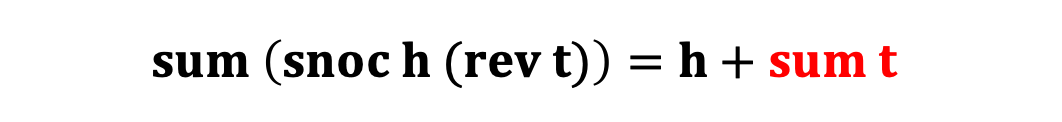 sum (snoc h (rev t)) = h + sum t